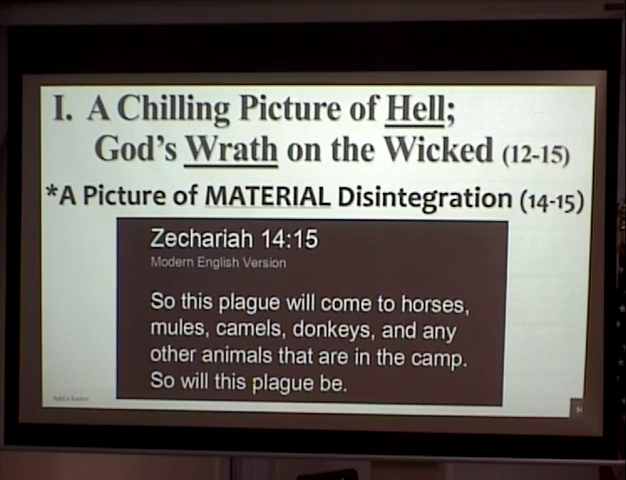 I. A Chilling Picture of Hell;
God's Wrath on the Wicked (12-15)
*A Picture of MATERIAL Disintegration (14-15)
Zechariah 14:15
Modern English Version
So this plague will come to horses,
mules, camels, donkeys, and any
other animals that are in the camp.
So will this plague be.
Add a footer